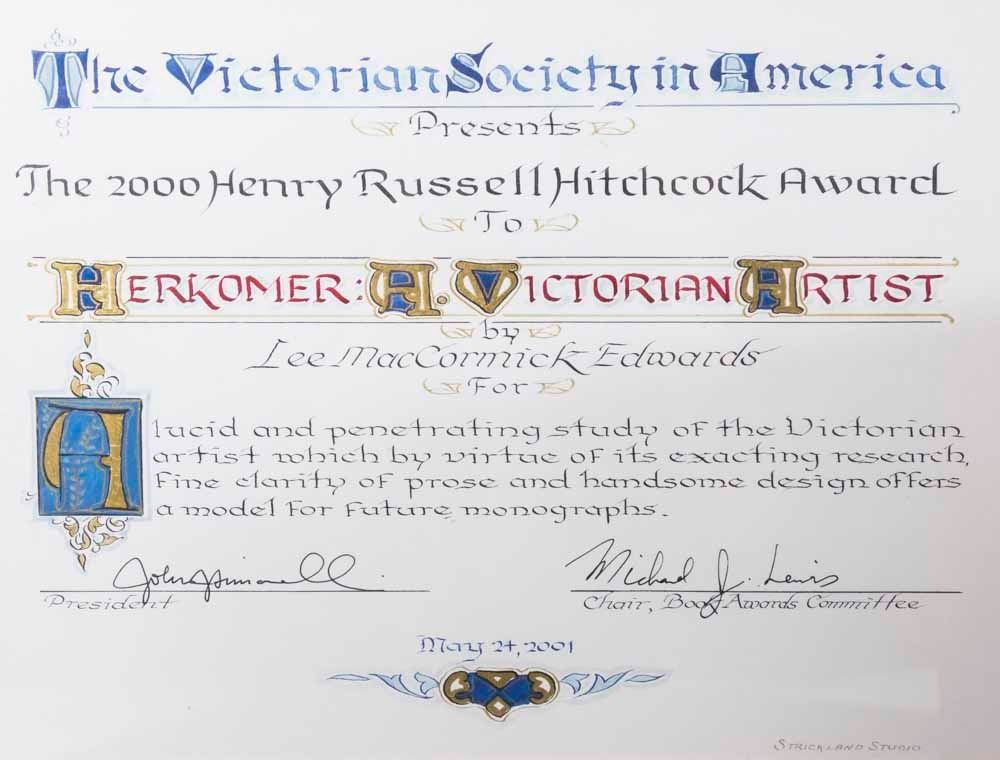 The Victorian Society in America
Presents
The 2000 Henry Russell Hitchcock Award
To
HERKOMER: A. VICTORIAN ARTIST
by
Lee MacCormick Edwards
For
A lucid and penetrating study of the Victorian
artist which by virtue of its exacting research,
fine clarity of prose and handsome design offers
a model for future monographs.
Michael J. Lewis
President Chair, Book Awards Committee
May 24, 2001
STRICKLAND STUDIO